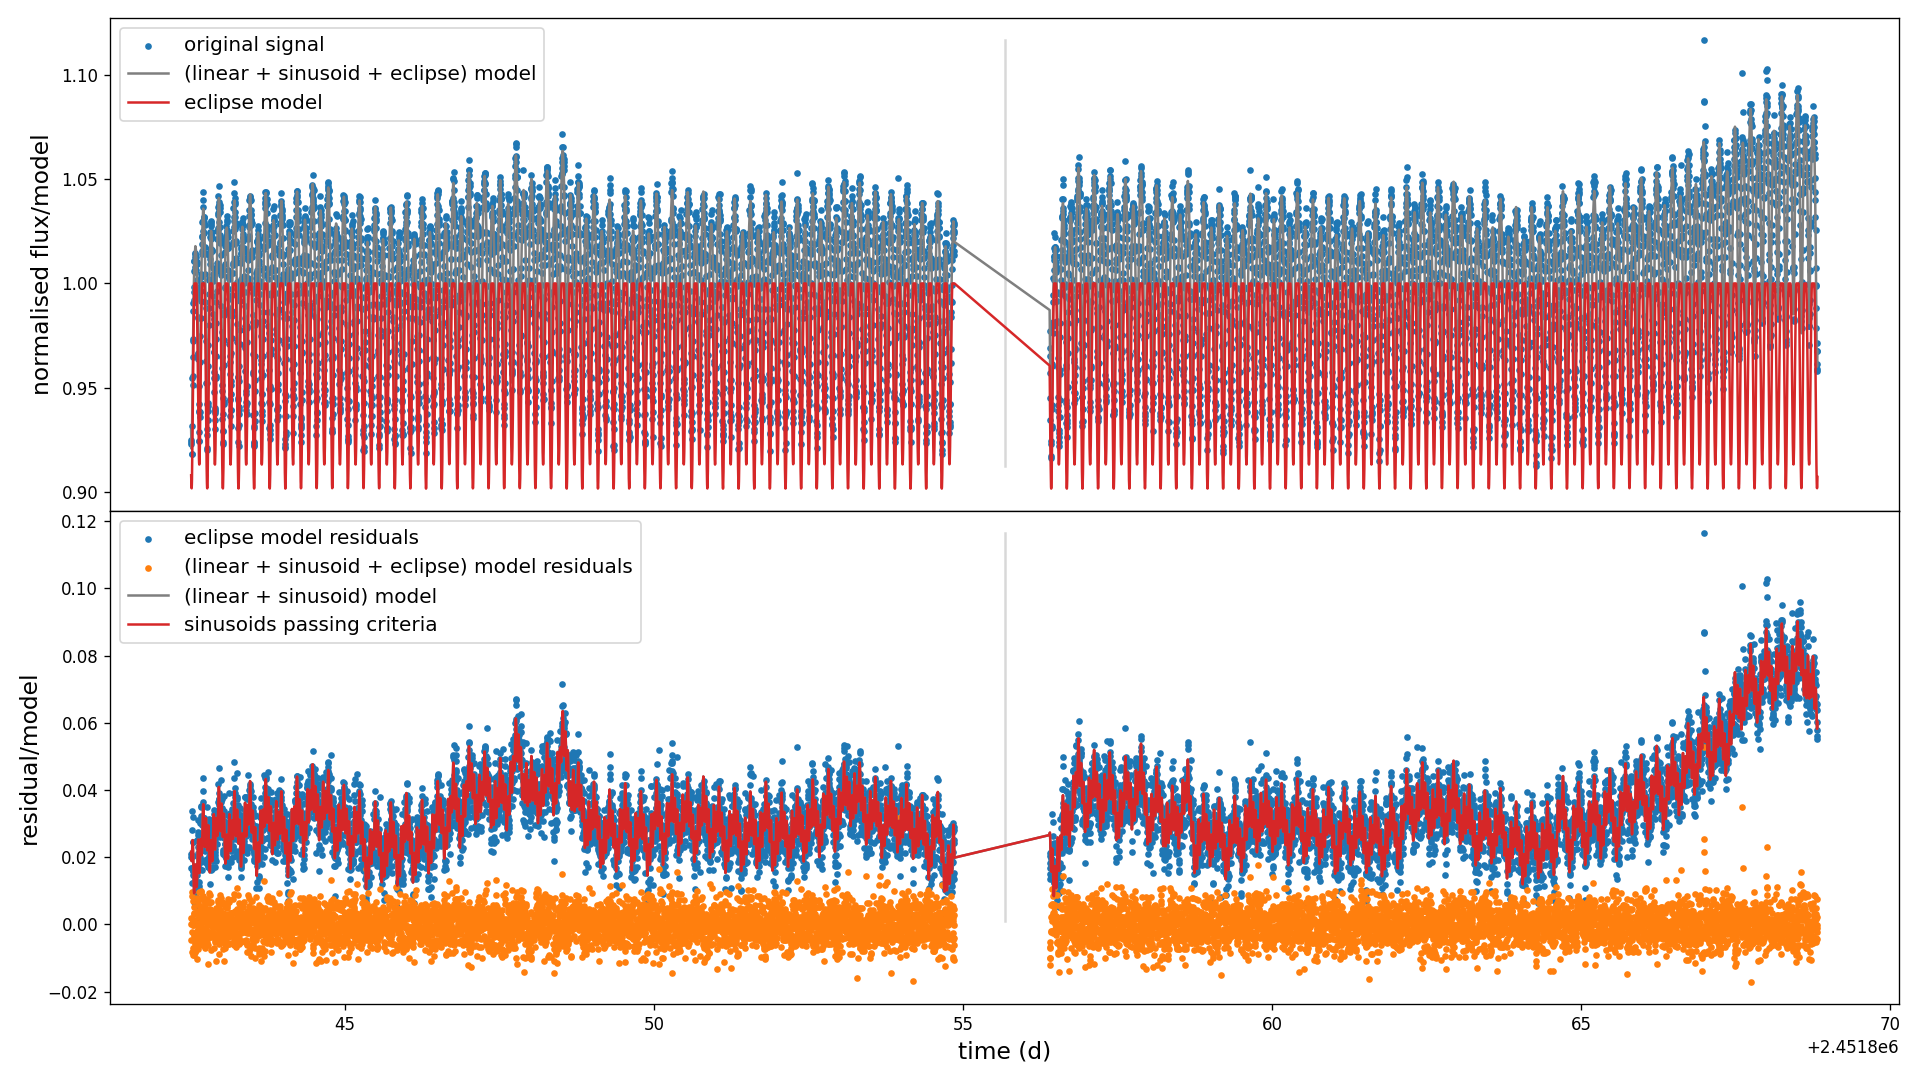 original signal
(linear + sinusoid + eclipse) model
eclipse model
normalised flux/model
1.10
1.05
1.00
0.95
0.90
eclipse model residuals
(linear + sinusoid + eclipse) model residuals
(linear + sinusoid) model
sinusoids passing criteria
residual/model
0.12
0.10
0.08
0.06
0.04
0.02
0.00
−0.02
45 50 55 60 65 70
time (d)
+2.4518e6